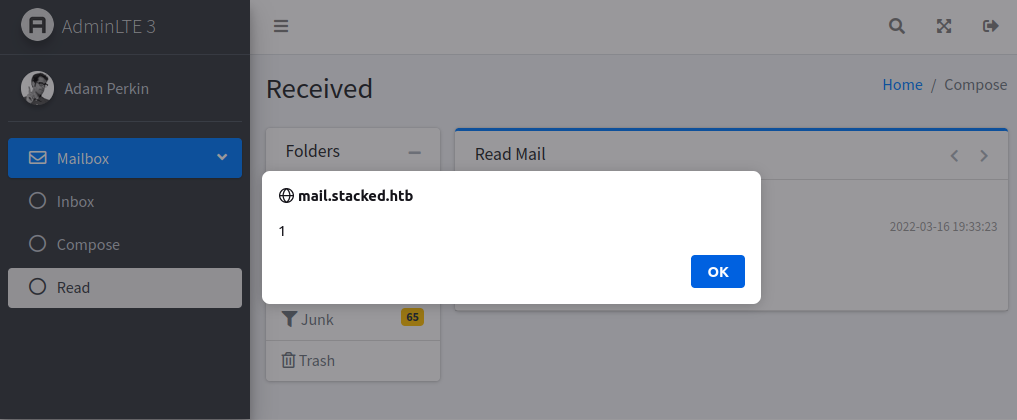 AdminLTE 3
Adam Perkin
Mailbox
Inbox
Compose
Read
Received
Home / Compose
Folders
Read Mail
mail.stacked.htb
1
OK
2022-03-16 19:33:23
Junk 65
Trash